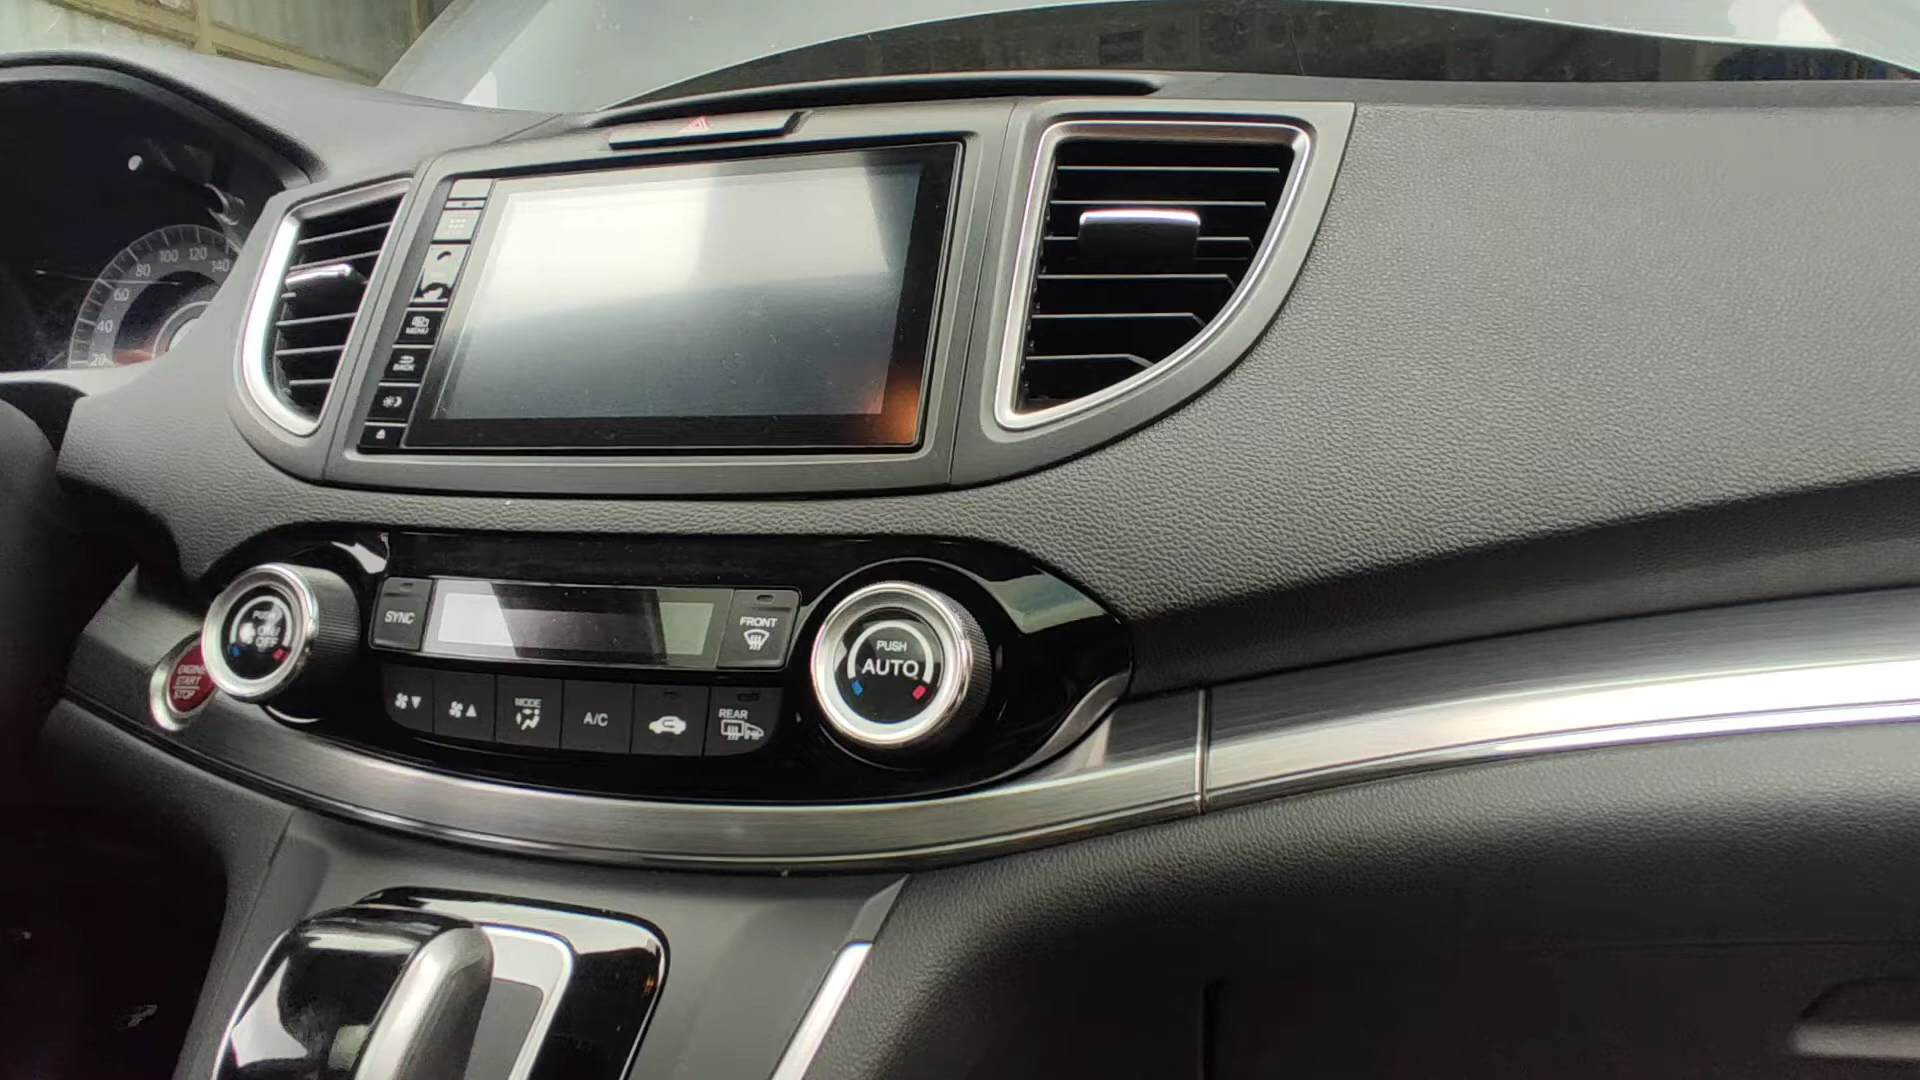 100
120
80
140
60
40
20
MENU
BACK
PUSH
ON/
OFF
SYNC
FRONT
PUSH
AUTO
ENGINE
START
STOP
MODE
A/C
REAR